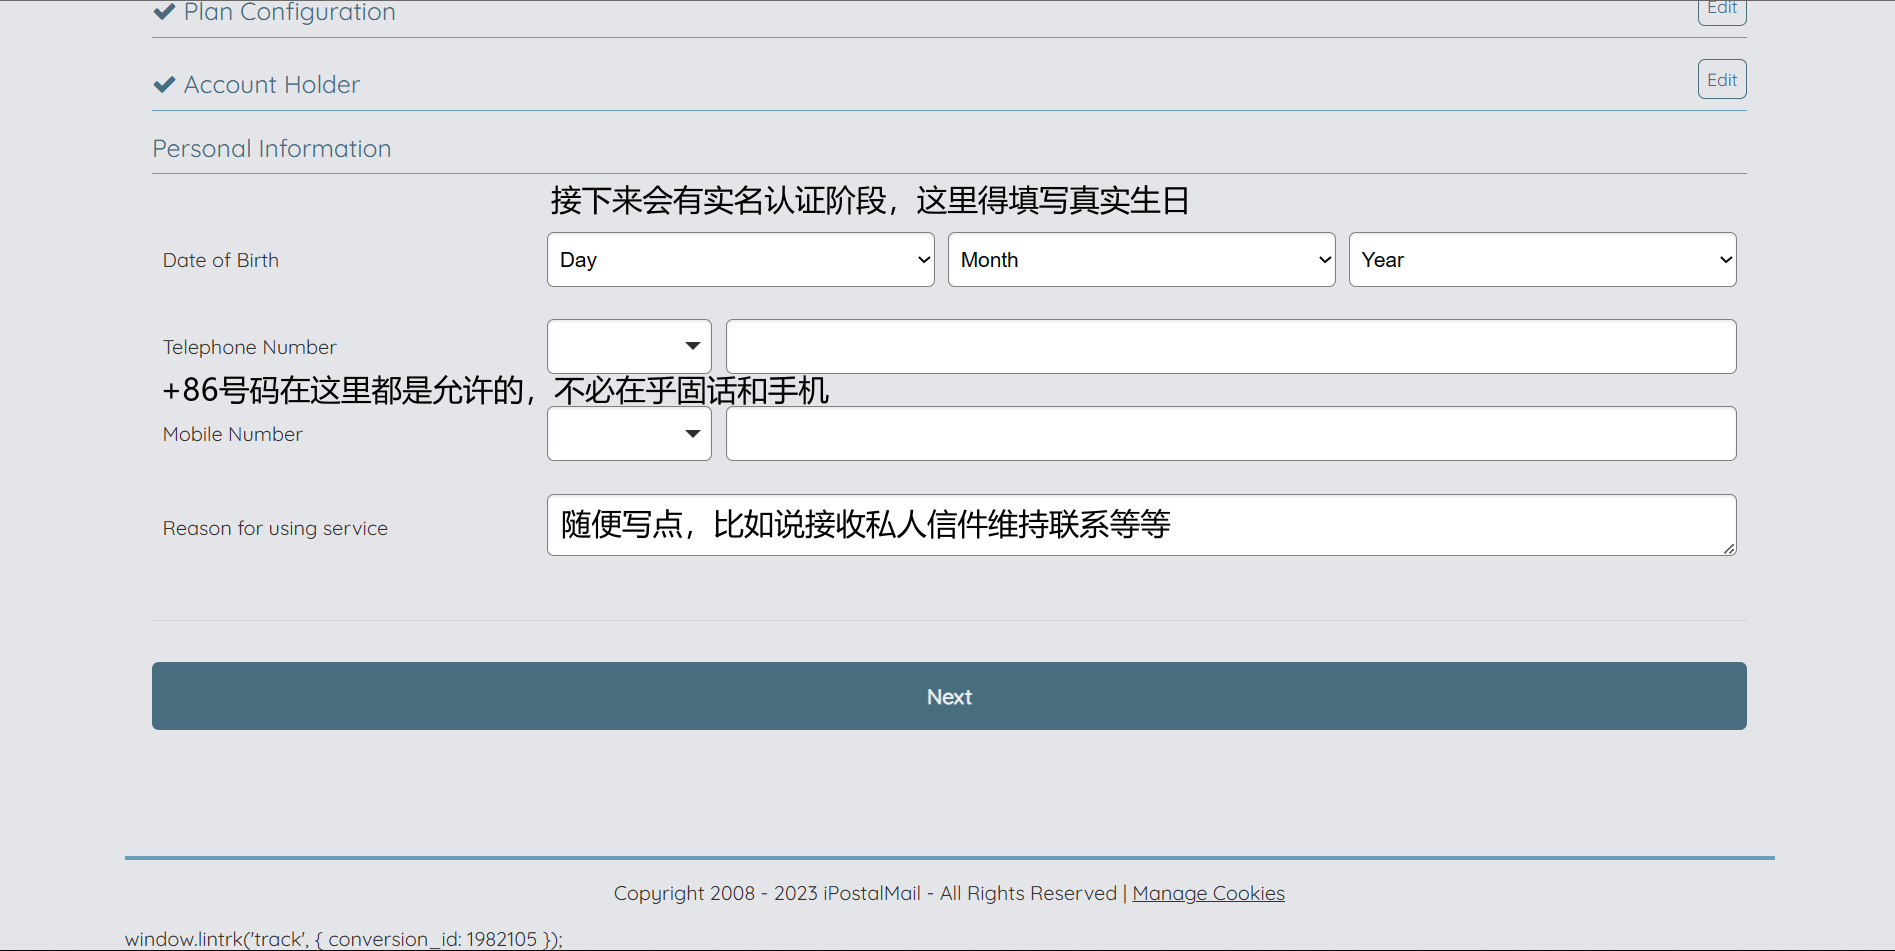 Plan Configuration
Edit
Account Holder
Edit
Personal Information
接下来会有实名认证阶段，这里得填写真实生日
Date of Birth
Day
Month
Year
Telephone Number
+86号码在这里都是允许的，不必在乎固话和手机
Mobile Number
Reason for using service
随便写点，比如说接收私人信件维持联系等等
Next
Copyright 2008 - 2023 iPostalMail - All Rights Reserved | Manage Cookies
window.lintrk('track', { conversion_id: 1982105 });